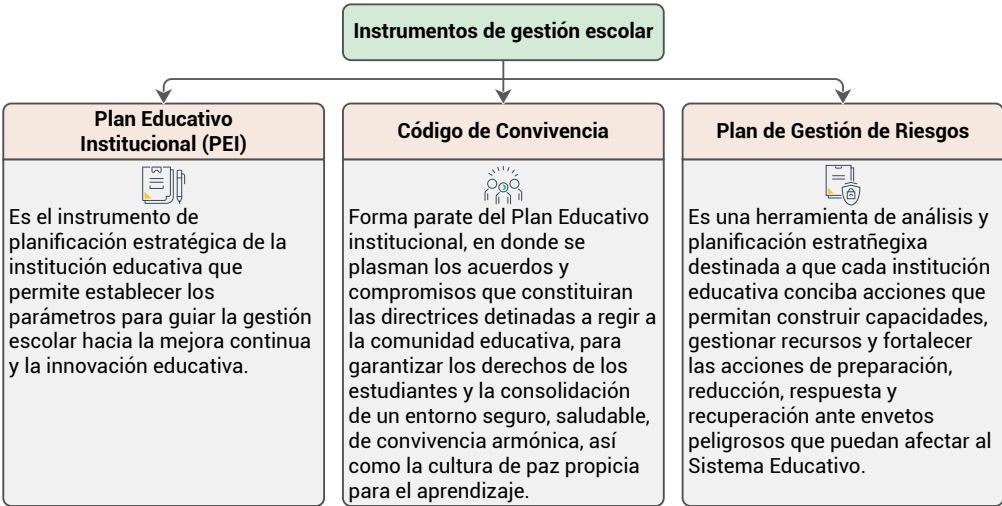 Instrumentos de gestión escolar
Plan Educativo
Institucional (PEI)
Es el instrumento de
planificación estratégica de la
institución educativa que
permite establecer los
parámetros para guiar la gestión
escolar hacia la mejora continua
y la innovación educativa.
Código de Convivencia
Forma parate del Plan Educativo
institucional, en donde se
plasman los acuerdos y
compromisos que constituiran
las directrices detinadas a regir a
la comunidad educativa, para
garantizar los derechos de los
estudiantes y la consolidación
de un entorno seguro, saludable,
de convivencia armónica, así
como la cultura de paz propicia
para el aprendizaje.
Plan de Gestión de Riesgos
Es una herramienta de análisis y
planificación estratñegixa
destinada a que cada institución
educativa conciba acciones que
permitan construir capacidades,
gestionar recursos y fortalecer
las acciones de preparación,
reducción, respuesta y
recuperación ante envetos
peligrosos que puedan afectar al
Sistema Educativo.